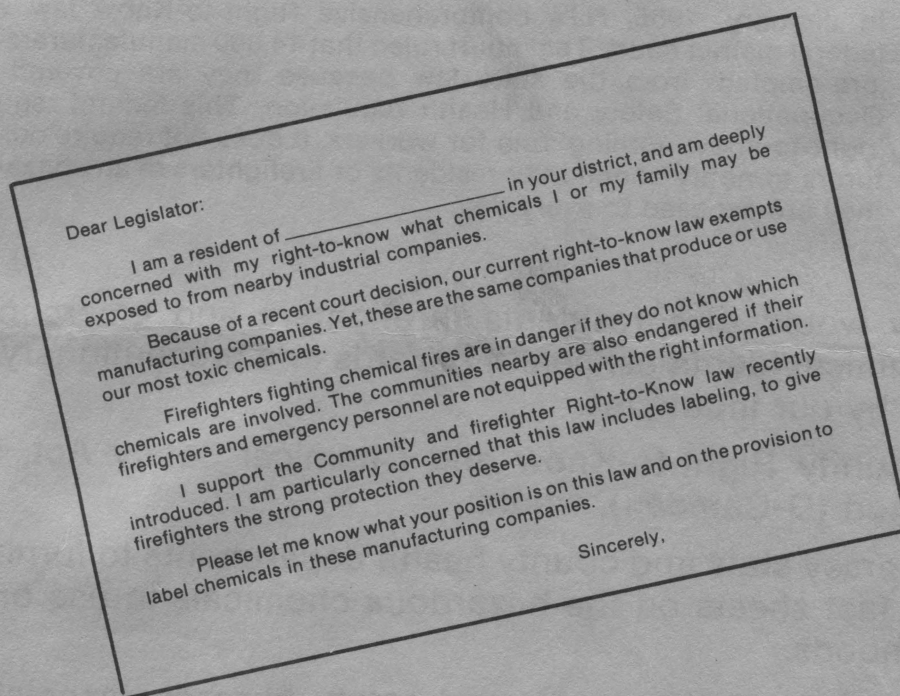 Dear Legislator:
I am a resident of ______________________ in your district, and am deeply
concerned with my right-to-know what chemicals I or my family may be
exposed to from nearby industrial companies.
Because of a recent court decision, our current right-to-know law exempts
manufacturing companies. Yet, these are the same companies that produce or use
our most toxic chemicals.
Firefighters fighting chemical fires are in danger if they do not know which
chemicals are involved. The communities nearby are also endangered if their
firefighters and emergency personnel are not equipped with the right information.
I support the Community and firefighter Right-to-Know law recently
introduced. I am particularly concerned that this law includes labeling, to give
firefighters the strong protection they deserve.
Please let me know what your position is on this law and on the provision to
label chemicals in these manufacturing companies.
Sincerely,